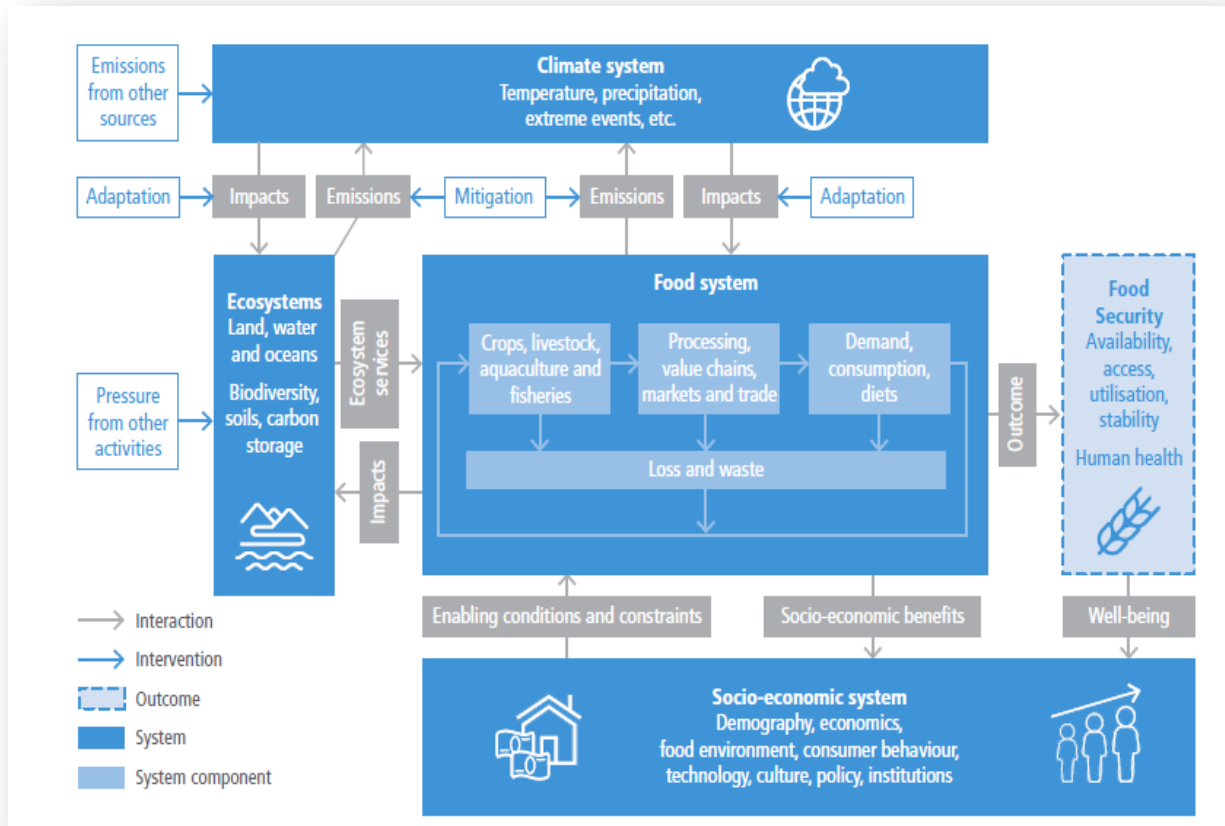 Emissions
from other
sources
Climate system
Temperature, precipitation,
extreme events, etc.
Adaptation
Impacts
Emissions
Mitigation
Emissions
Impacts
Adaptation
Ecosystems
Land, water
and oceans
Biodiversity,
soils, carbon
storage
Pressure
from other
activities
Ecosystem
services
Impacts
Food system
Crops, livestock,
aquaculture and
fisheries
Processing,
value chains,
markets and trade
Demand,
consumption,
diets
Loss and waste
Outcome
Food
Security
Availability,
access,
utilisation,
stability
Human health
Enabling conditions and constraints
Socio-economic benefits
Well-being
Interaction
Intervention
Outcome
System
System component
Socio-economic system
Demography, economics,
food environment, consumer behaviour,
technology, culture, policy, institutions